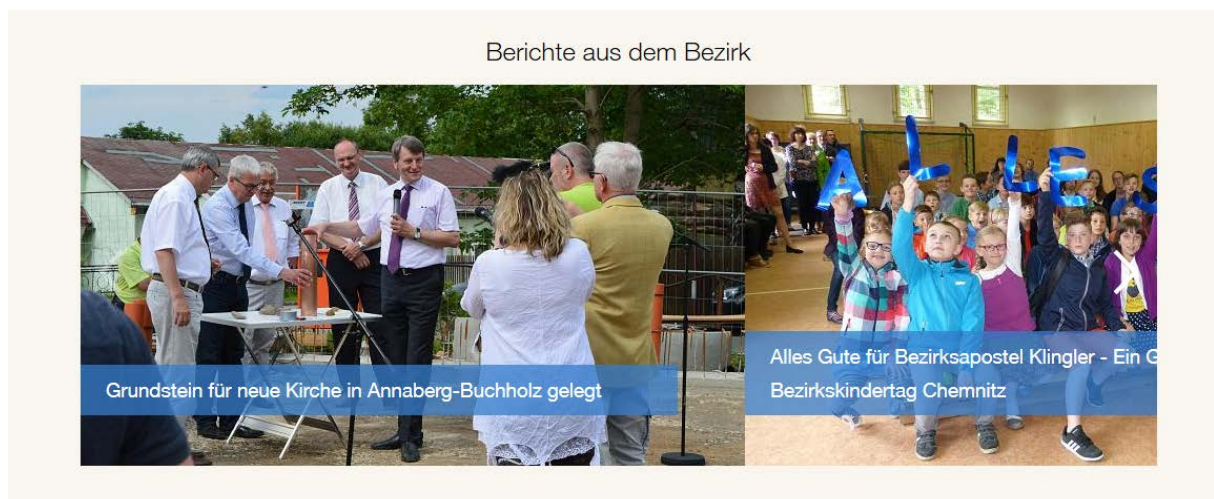 Berichte aus dem Bezirk
Grundstein für neue Kirche in Annaberg-Buchholz gelegt
Alles Gute für Bezirksapostel Klingler - Ein G
Bezirkskindertag Chemnitz
ALLES